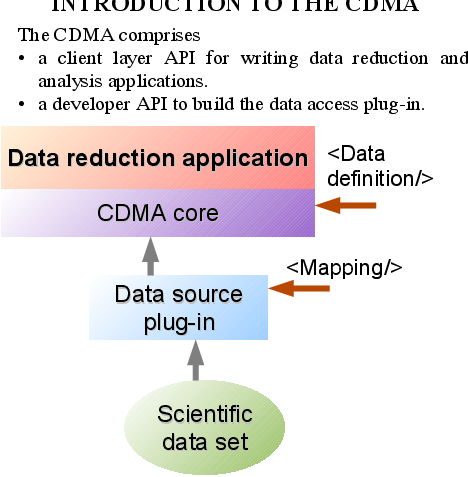 INTRODUCTION TO THE CDMA
The CDMA comprises
• a client layer API for writing data reduction and
analysis applications.
• a developer API to build the data access plug-in.
Data reduction application
<Data
definition/>
CDMA core
<Mapping/>
Data source
plug-in
Scientific
data set